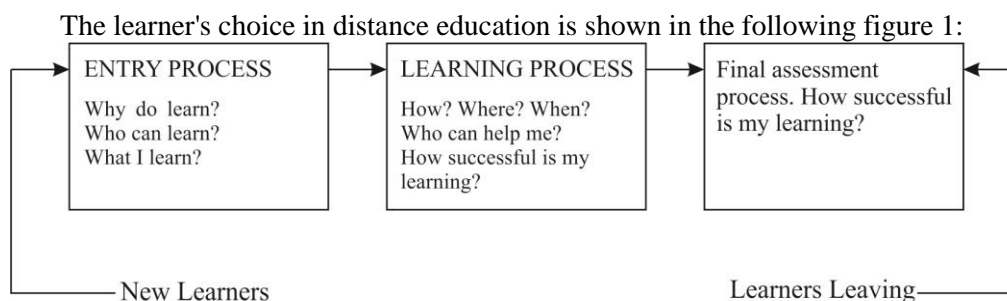 The learner's choice in distance education is shown in the following figure 1:
ENTRY PROCESS
Why do learn?
Who can learn?
What I learn?
LEARNING PROCESS
How? Where? When?
Who can help me?
How successful is my
learning?
Final assessment
process. How successful
is my learning?
New Learners
Learners Leaving